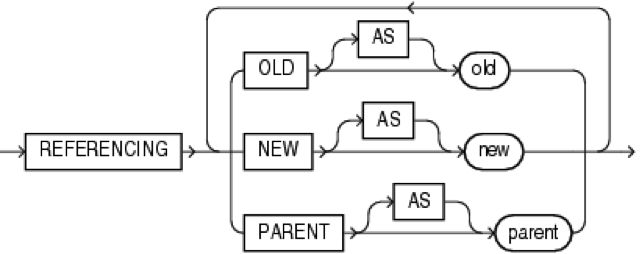 AS
OLD old
AS
REFERENCING NEW new
AS
PARENT parent